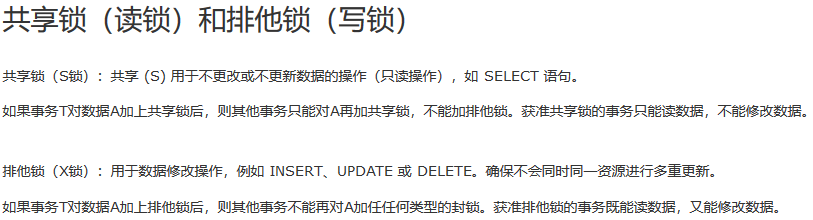 共享锁（读锁）和排他锁（写锁）
共享锁（S锁）：共享 (S) 用于不更改或不更新数据的操作（只读操作），如 SELECT 语句。
如果事务T对数据A加上共享锁后，则其他事务只能对A再加共享锁，不能加排他锁。获准共享锁的事务只能读数据，不能修改数据。
排他锁（X锁）：用于数据修改操作，例如 INSERT、UPDATE 或 DELETE。确保不会同时同一资源进行多重更新。
如果事务T对数据A加上排他锁后，则其他事务不能再对A加任任何类型的封锁。获准排他锁的事务既能读数据，又能修改数据。